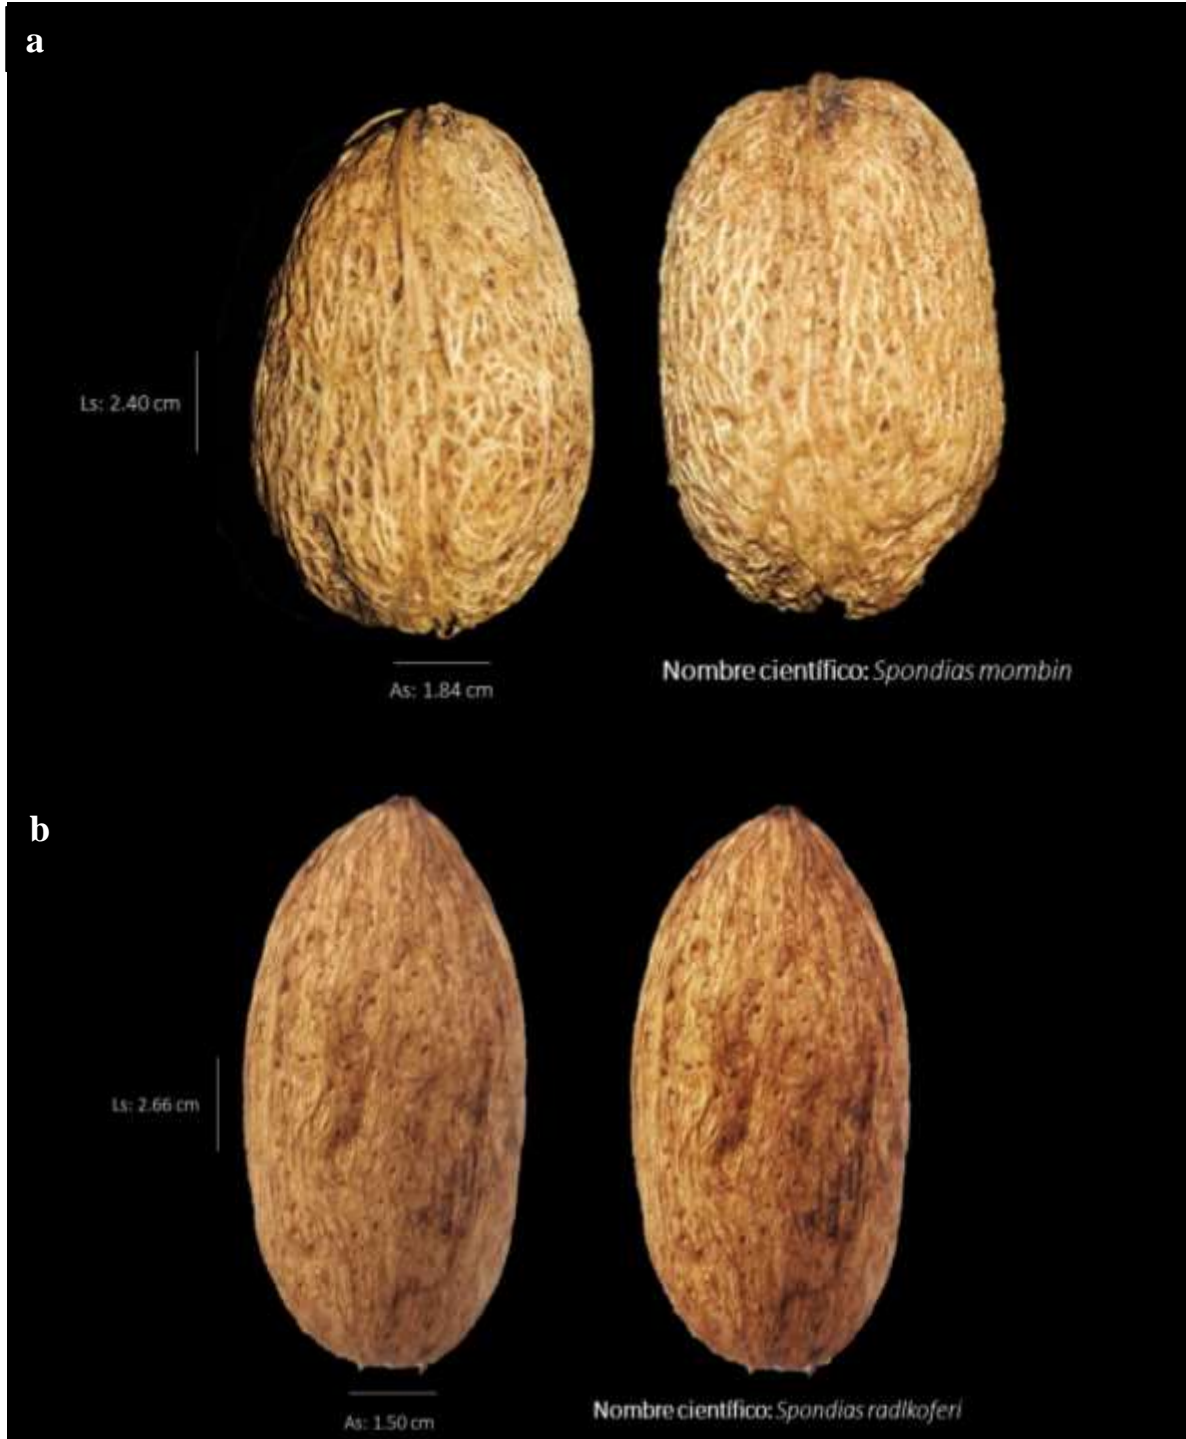 a
Ls: 2.40 cm
As: 1.84 cm
Nombre científico: Spondias mombin
b
Ls: 2.66 cm
As: 1.50 cm
Nombre científico: Spondias radlkoferi